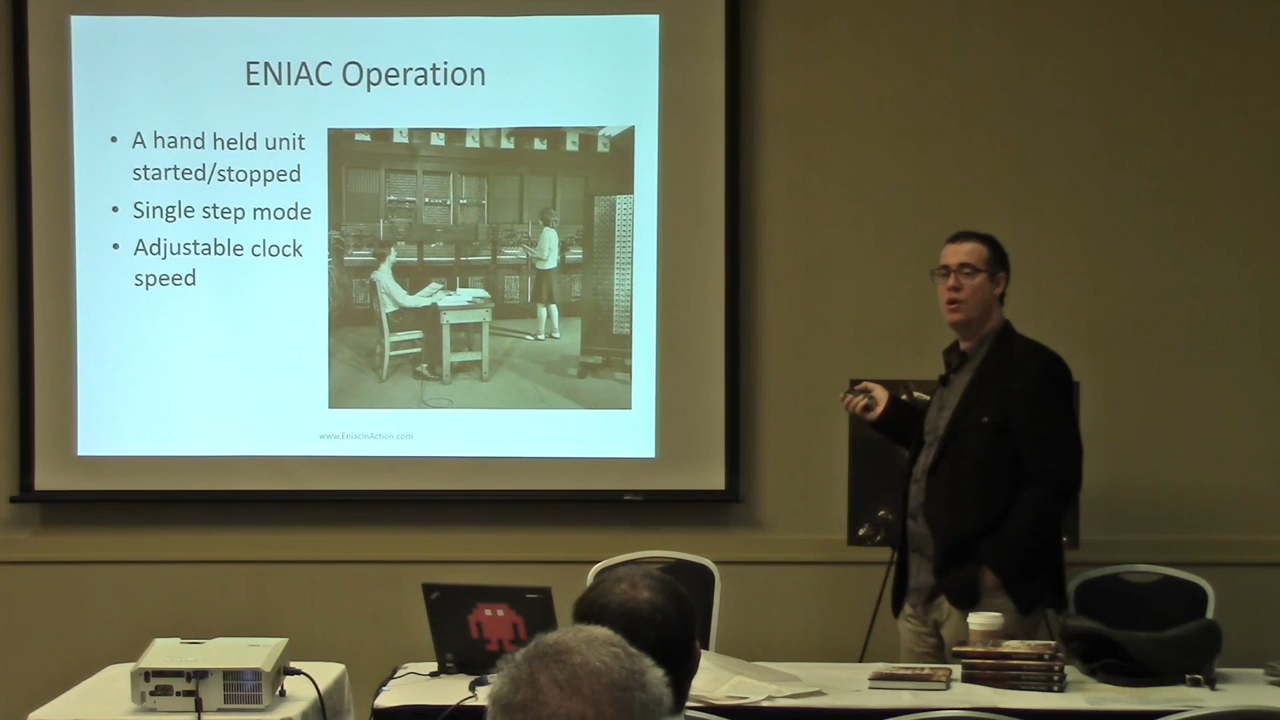 ENIAC Operation
• A hand held unit
started/stopped
• Single step mode
• Adjustable clock
speed
www.EniacInAction.com